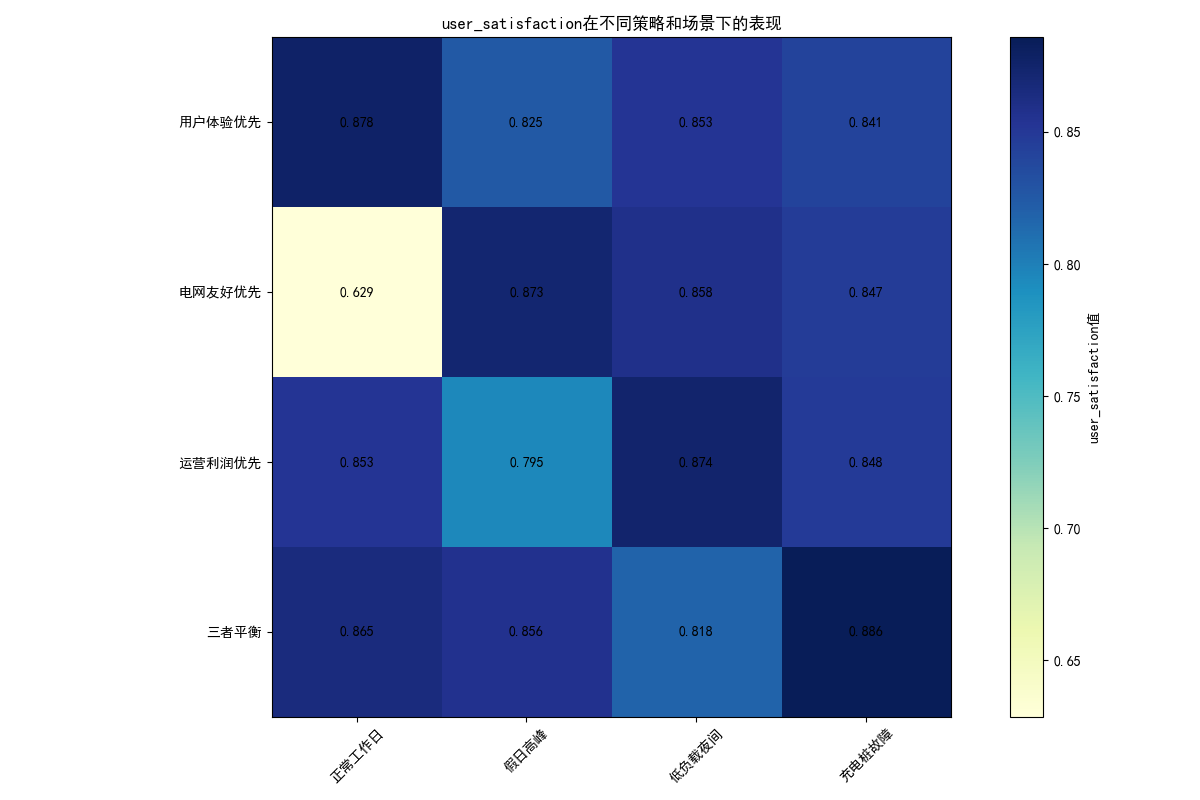 user_satisfaction在不同策略和场景下的表现
用户体验优先
0.878
0.825
0.853
0.841
电网友好优先
0.629
0.873
0.858
0.847
运营利润优先
0.853
0.795
0.874
0.848
三者平衡
0.865
0.856
0.818
0.886
正常工作日
假日高峰
低负载夜间
充电桩故障
0.85
0.80
0.75
0.70
0.65
user_satisfaction值